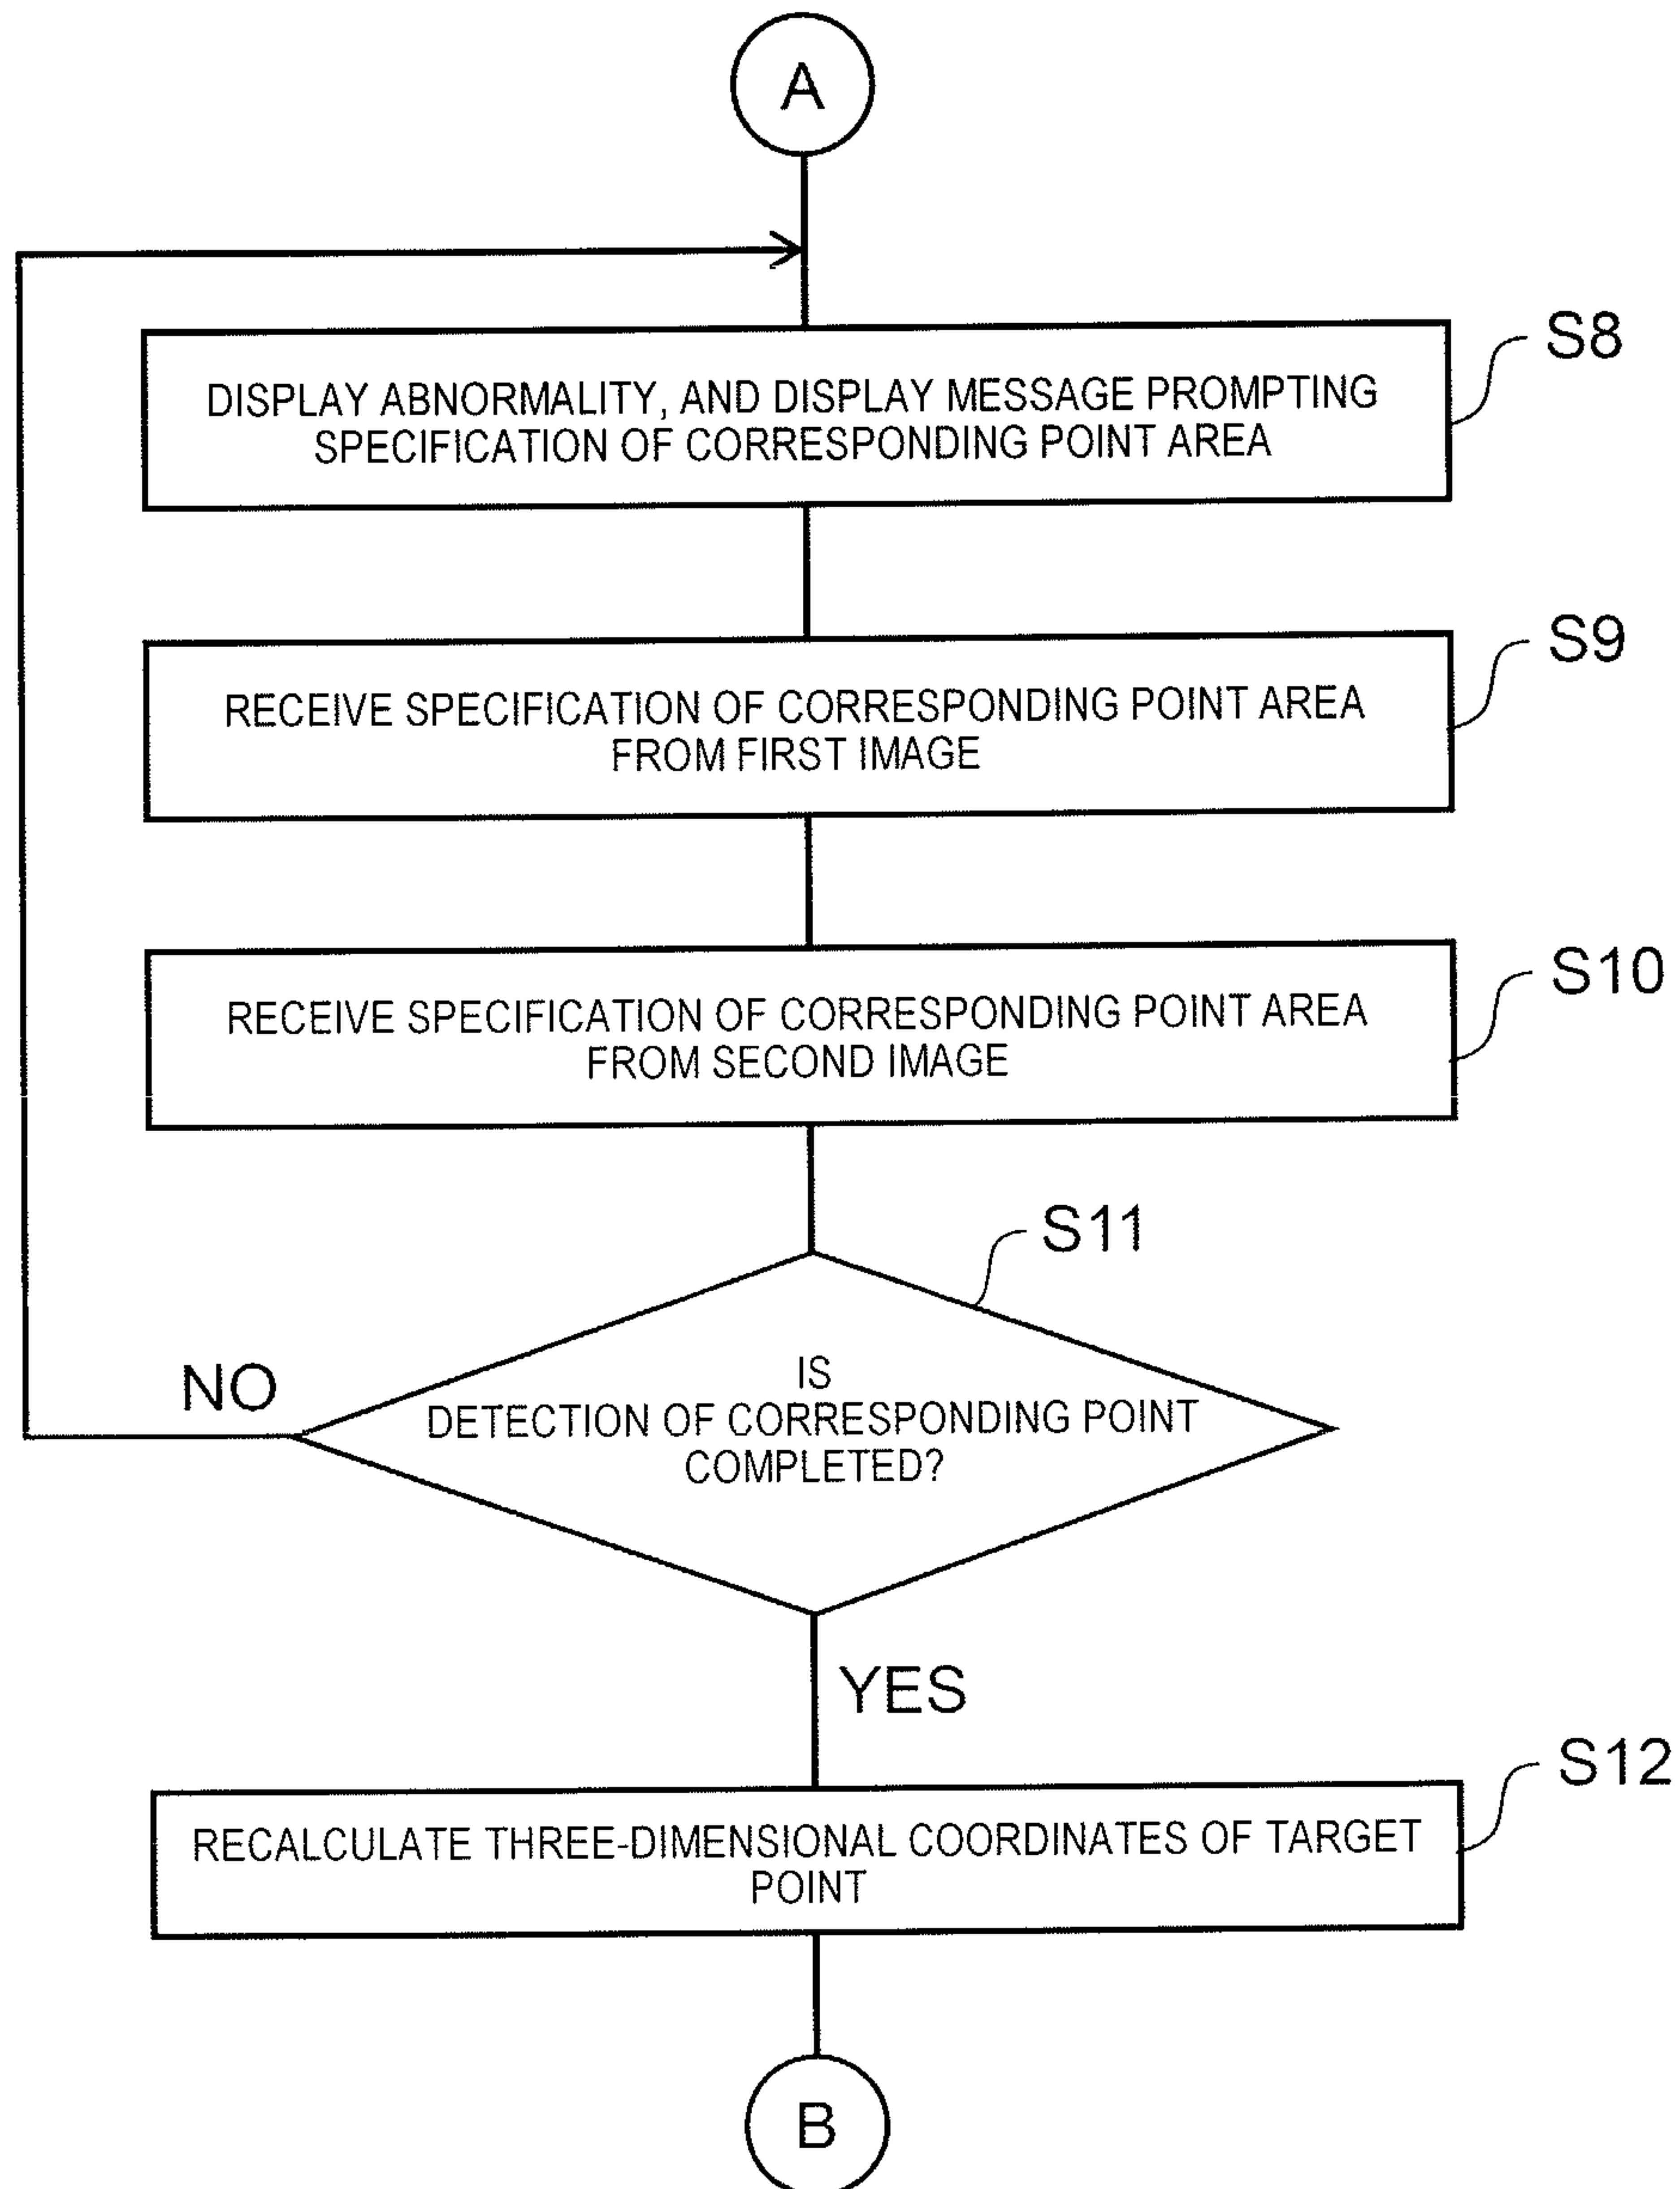 A
S8
DISPLAY ABNORMALITY, AND DISPLAY MESSAGE PROMPTING
SPECIFICATION OF CORRESPONDING POINT AREA
S9
RECEIVE SPECIFICATION OF CORRESPONDING POINT AREA
FROM FIRST IMAGE
S10
RECEIVE SPECIFICATION OF CORRESPONDING POINT AREA
FROM SECOND IMAGE
S11
IS
DETECTION OF CORRESPONDING POINT
COMPLETED?
NO
YES
S12
RECALCULATE THREE-DIMENSIONAL COORDINATES OF TARGET
POINT
B